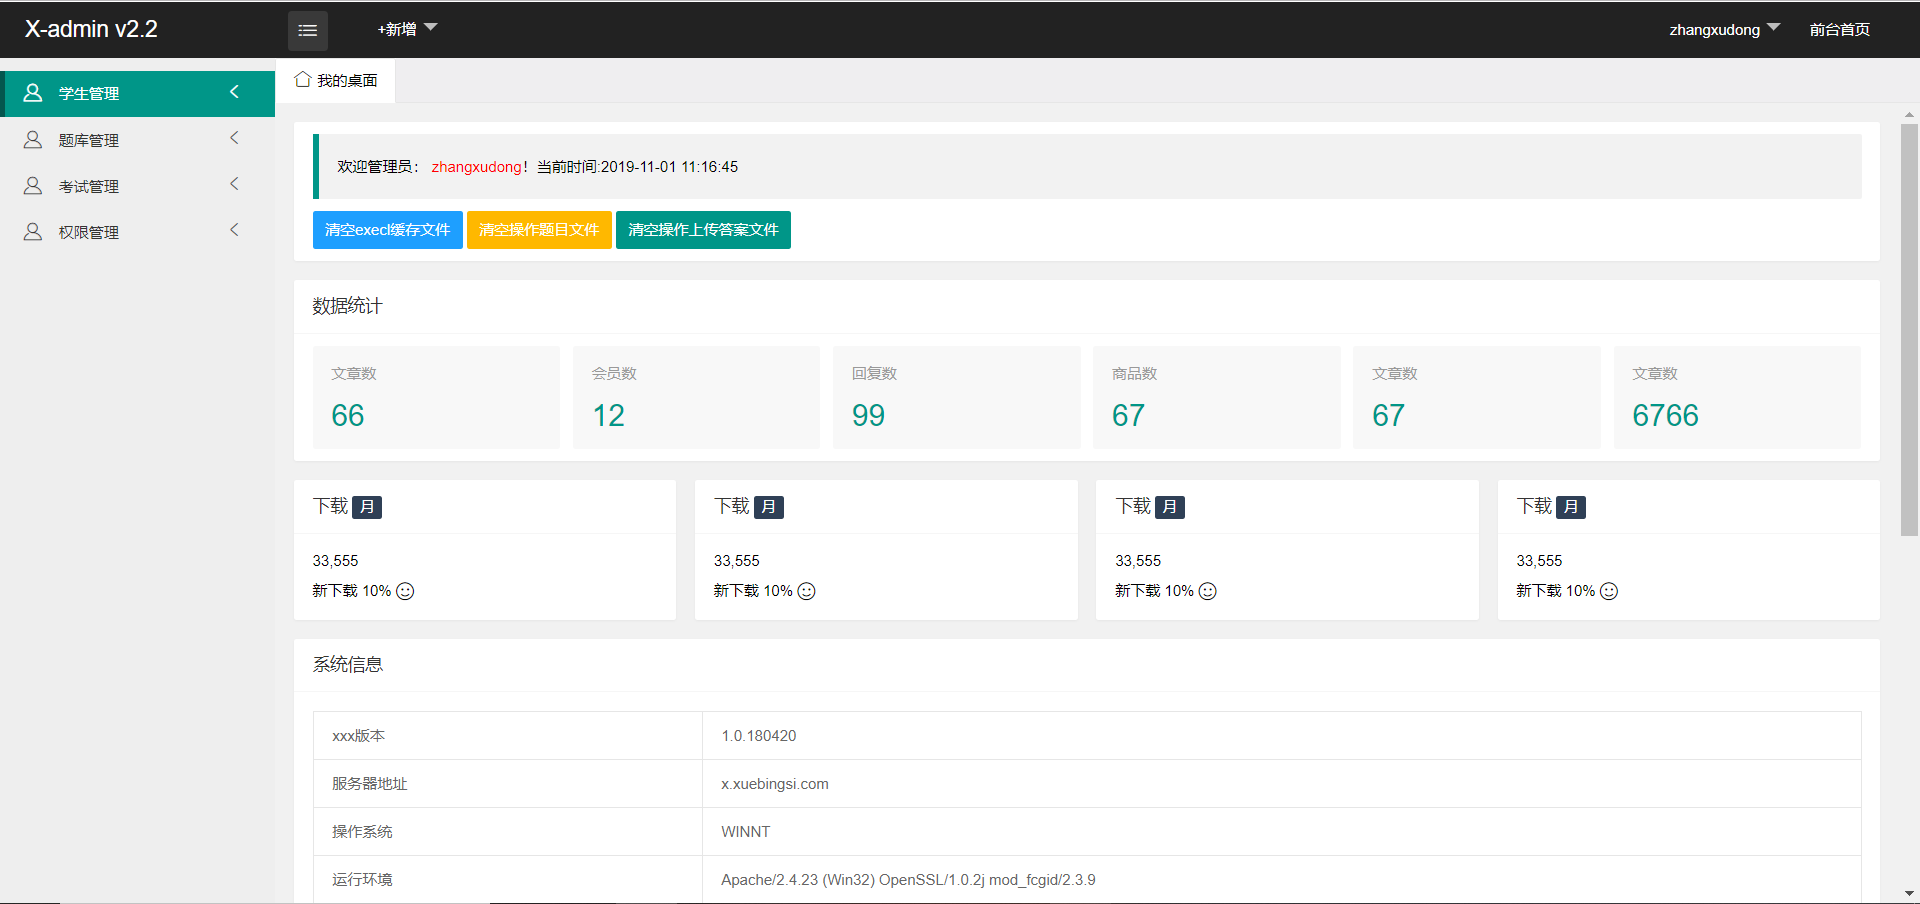 X-admin v2.2
+新增
zhangxudong
前台首页
学生管理
题库管理
考试管理
权限管理
我的桌面
欢迎管理员： zhangxudong！当前时间:2019-11-01 11:16:45
清空execl缓存文件 清空操作题目文件 清空操作上传答案文件
数据统计
文章数 会员数 回复数 商品数 文章数 文章数
66 12 99 67 67 6766
下载 月 下载 月 下载 月 下载 月
33,555 33,555 33,555 33,555
新下载 10% 新下载 10% 新下载 10% 新下载 10%
系统信息
xxx版本 1.0.180420
服务器地址 x.xuebingsi.com
操作系统 WINNT
运行环境 Apache/2.4.23 (Win32) OpenSSL/1.0.2j mod_fcgid/2.3.9